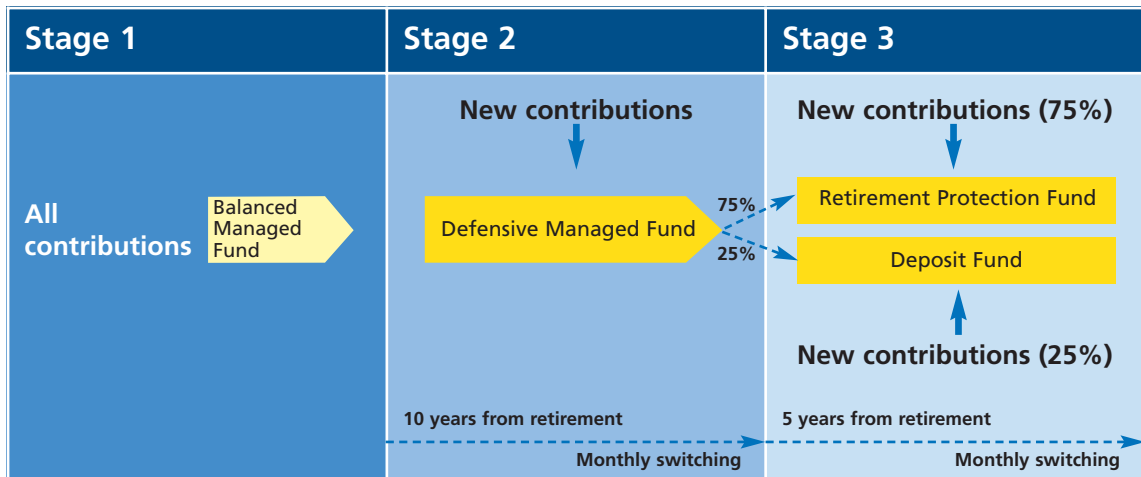 Stage 1
All
contributions
Balanced
Managed
Fund
Stage 2
New contributions
Defensive Managed Fund
75%
25%
10 years from retirement
Monthly switching
Stage 3
New contributions (75%)
Retirement Protection Fund
Deposit Fund
New contributions (25%)
5 years from retirement
Monthly switching